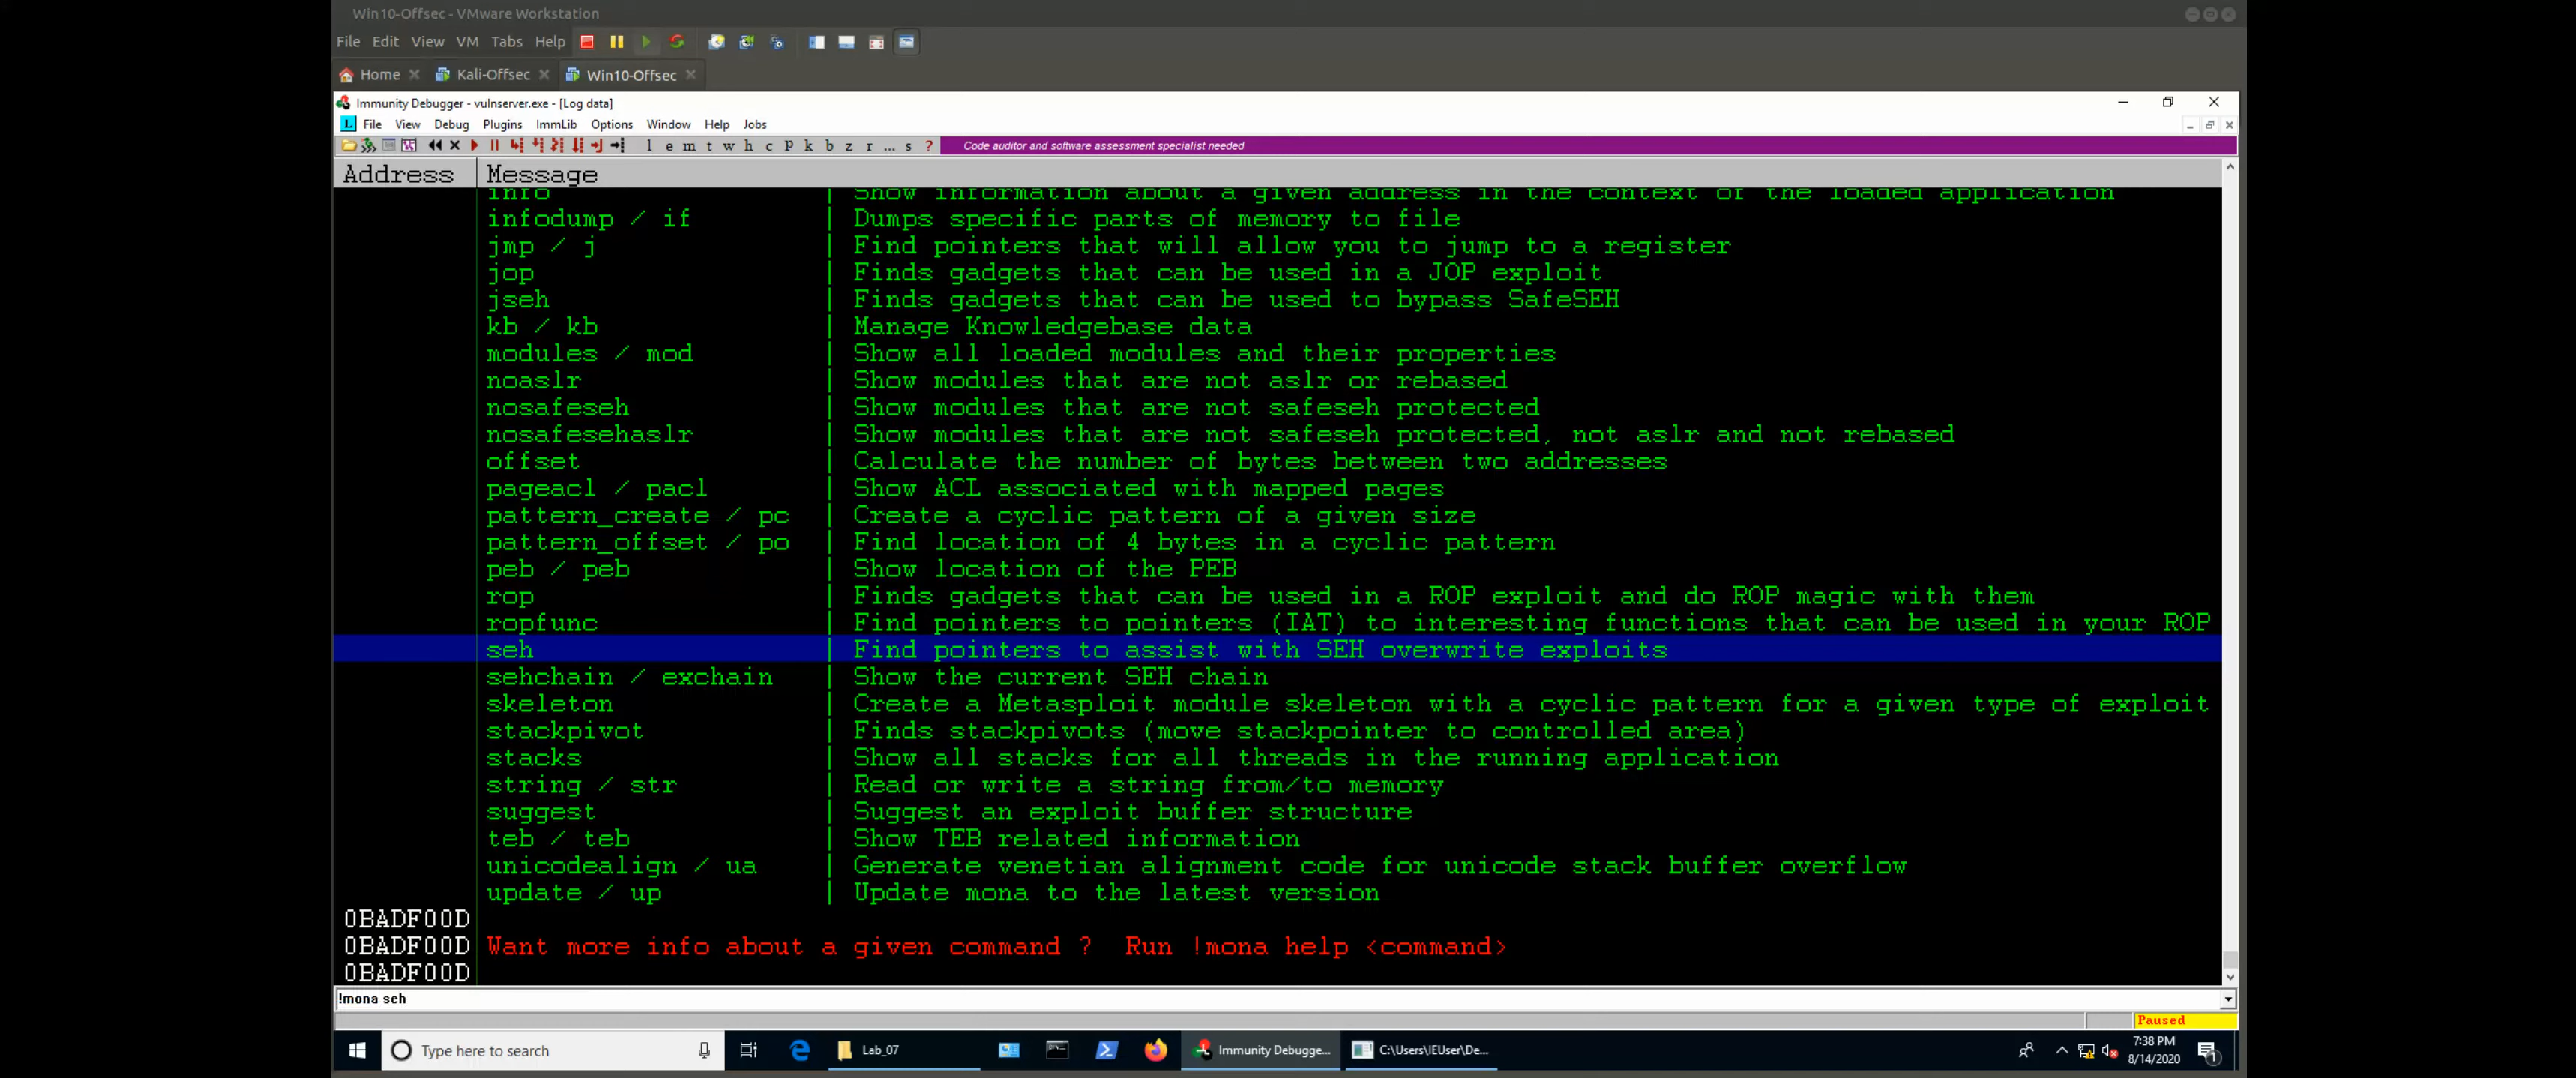 Win10-Offsec - VMware Workstation
File Edit View VM Tabs Help
Home Kali-Offsec Win10-Offsec
Immunity Debugger - vulnserver.exe - [Log data]
L File View Debug Plugins ImmLib Options Window Help Jobs
l e m t w h c P k b z r ... s ? Code auditor and software assessment specialist needed
Address Message
info | Show information about a given address in the context of the loaded application
infodump / if | Dumps specific parts of memory to file
jmp / j | Find pointers that will allow you to jump to a register
jop | Finds gadgets that can be used in a JOP exploit
jseh | Finds gadgets that can be used to bypass SafeSEH
kb / kb | Manage Knowledgebase data
modules / mod | Show all loaded modules and their properties
noaslr | Show modules that are not aslr or rebased
nosafeseh | Show modules that are not safeseh protected
nosafesehaslr | Show modules that are not safeseh protected, not aslr and not rebased
offset | Calculate the number of bytes between two addresses
pageacl / pacl | Show ACL associated with mapped pages
pattern_create / pc | Create a cyclic pattern of a given size
pattern_offset / po | Find location of 4 bytes in a cyclic pattern
peb / peb | Show location of the PEB
rop | Finds gadgets that can be used in a ROP exploit and do ROP magic with them
ropfunc | Find pointers to pointers (IAT) to interesting functions that can be used in your ROP
seh | Find pointers to assist with SEH overwrite exploits
sehchain / exchain | Show the current SEH chain
skeleton | Create a Metasploit module skeleton with a cyclic pattern for a given type of exploit
stackpivot | Finds stackpivots (move stackpointer to controlled area)
stacks | Show all stacks for all threads in the running application
string / str | Read or write a string from/to memory
suggest | Suggest an exploit buffer structure
teb / teb | Show TEB related information
unicodealign / ua | Generate venetian alignment code for unicode stack buffer overflow
update / up | Update mona to the latest version
0BADF00D
0BADF00D Want more info about a given command ? Run !mona help <command>
0BADF00D
!mona seh
Paused
Type here to search Lab_07 Immunity Debugge... C:\Users\IEUser\De... 7:38 PM
8/14/2020 1